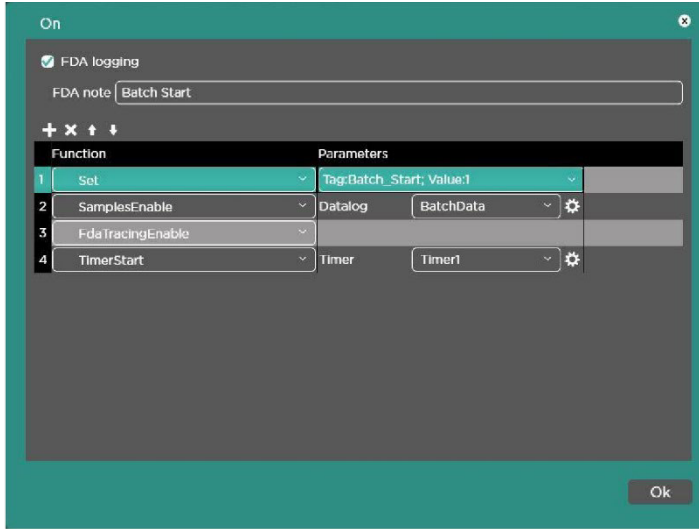 On
FDA logging
FDA note Batch Start
Function Parameters
1 Set Tag:Batch_Start; Value:1
2 SamplesEnable Datalog BatchData
3 FdaTracingEnable
4 TimerStart Timer Timer1
Ok